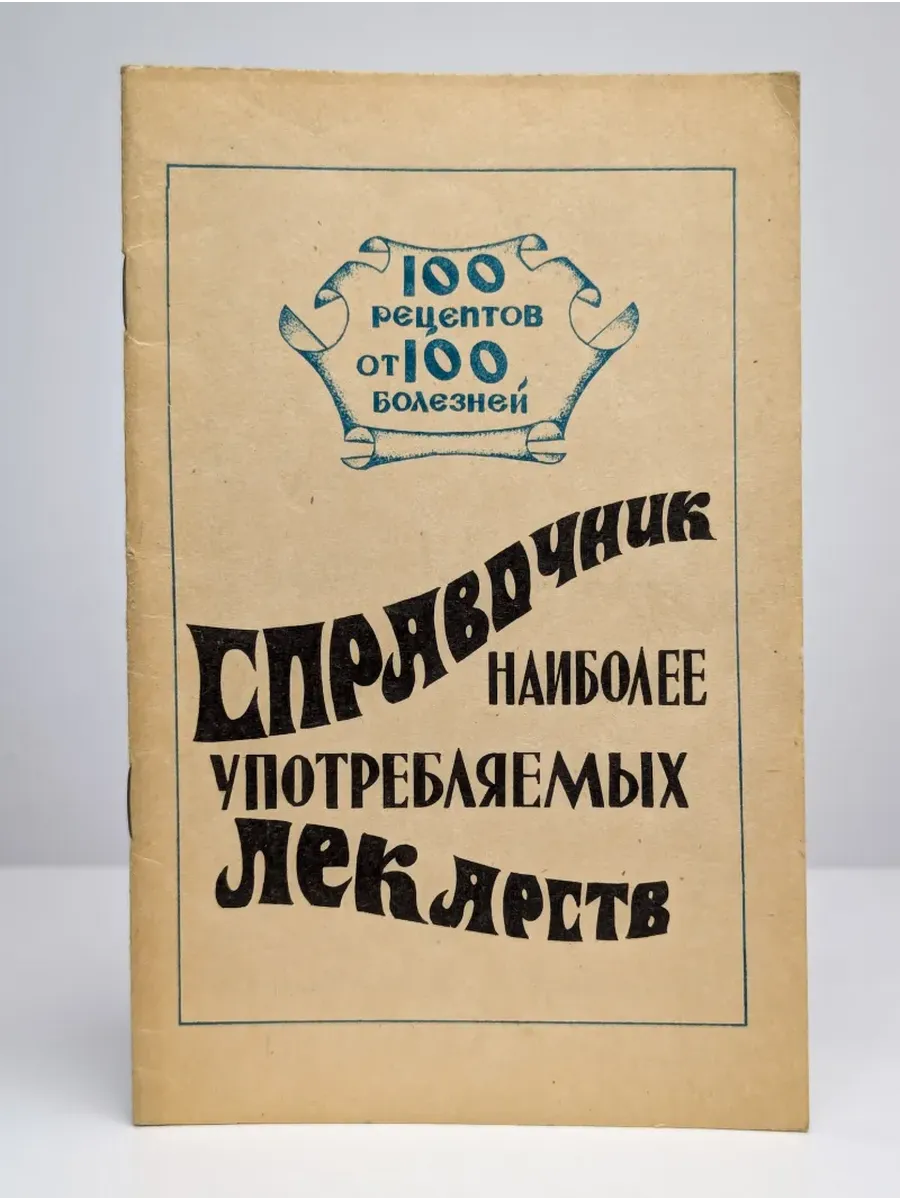 100
рецептов
от 100
болезней
СПРАВОЧНИК
НАИБОЛЕЕ
УПОТРЕБЛЯЕМЫХ
ЛЕКАРСТВ